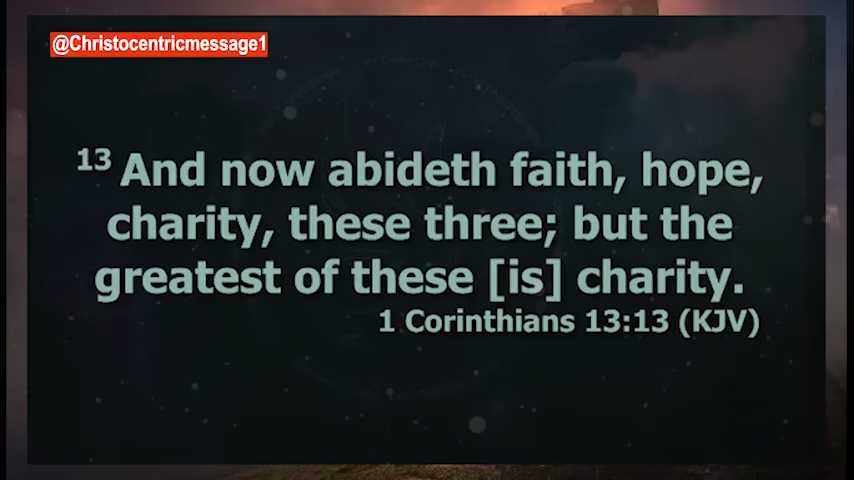 @Christocentricmessage1
13 And now abideth faith, hope,
charity, these three; but the
greatest of these [is] charity.
1 Corinthians 13:13 (KJV)